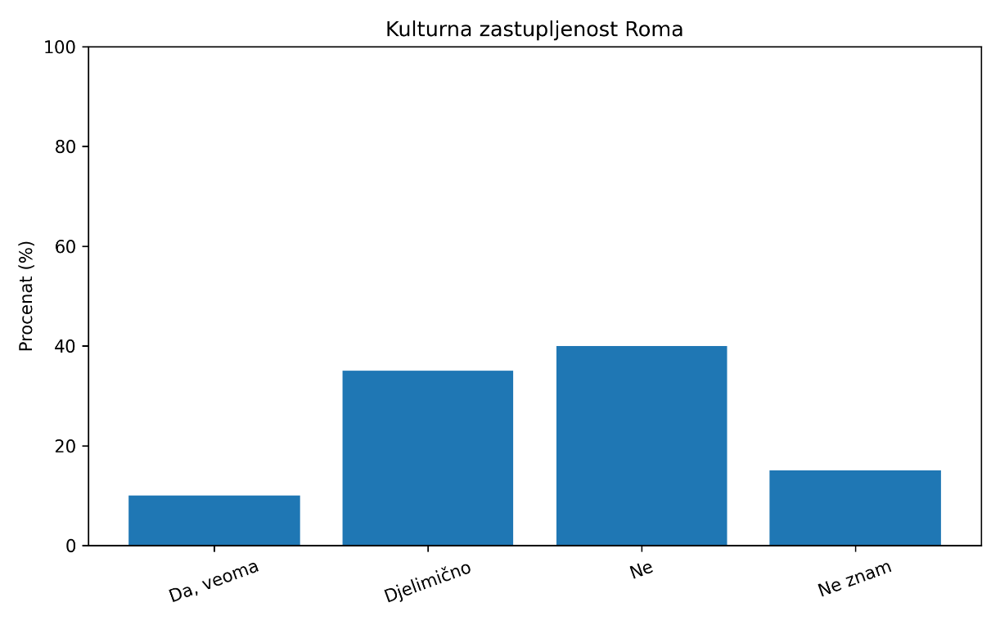 Kulturna zastupljenost Roma
Procenat (%)
100
80
60
40
20
0
Da, veoma
Djelimično
Ne
Ne znam